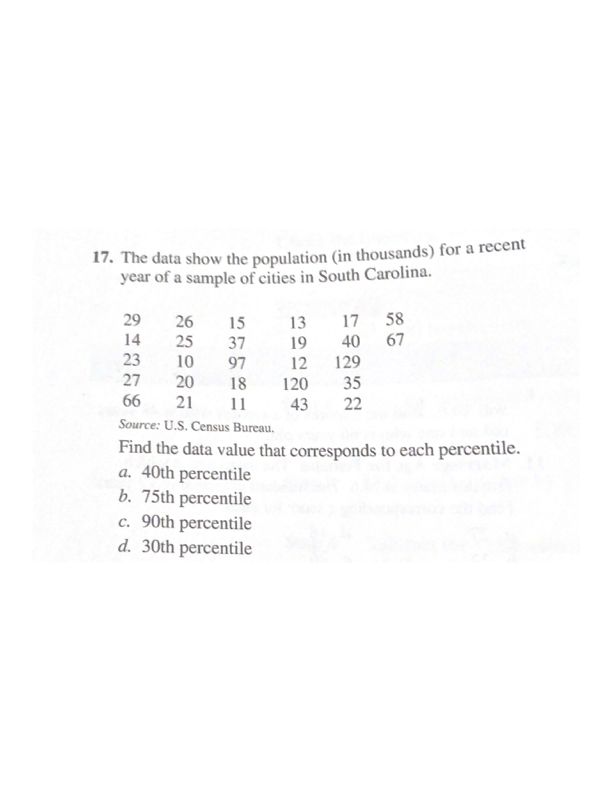 17. The data show the population (in thousands) for a recent
year of a sample of cities in South Carolina.
29 26 15 13 17 58
14 25 37 19 40 67
23 10 97 12 129
27 20 18 120 35
66 21 11 43 22
Source: U.S. Census Bureau.
Find the data value that corresponds to each percentile.
a. 40th percentile
b. 75th percentile
c. 90th percentile
d. 30th percentile